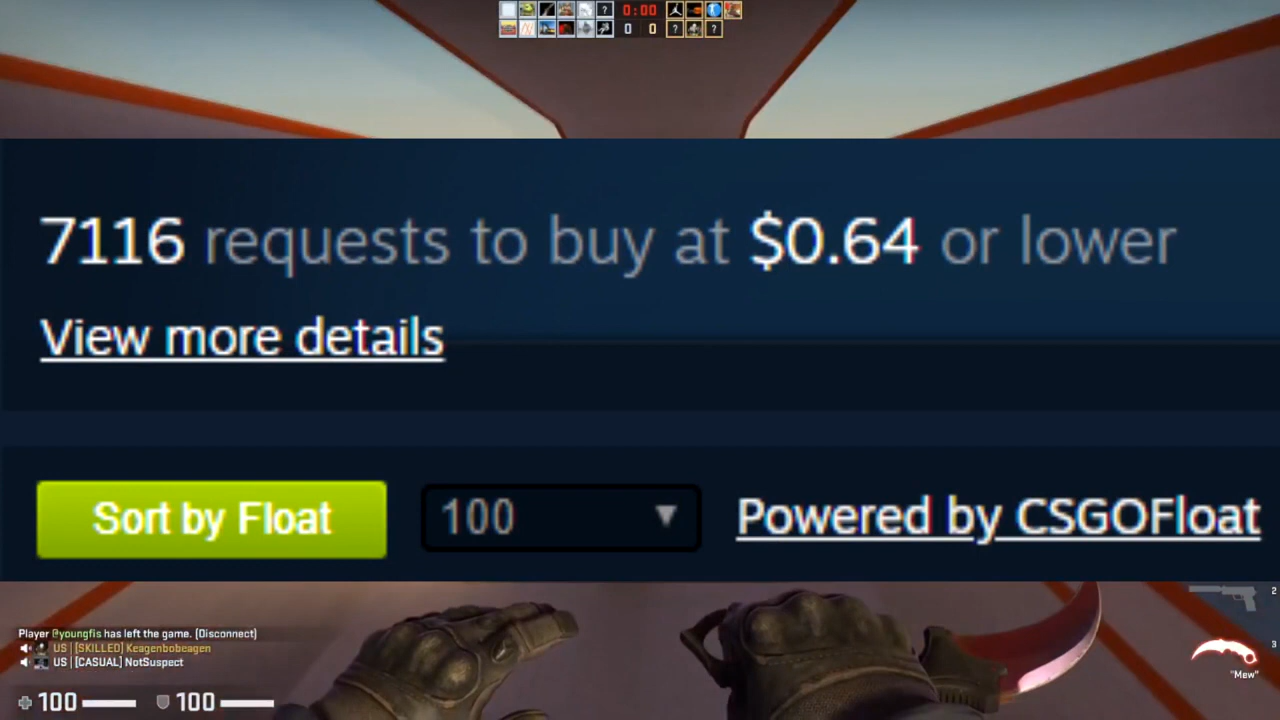 0:00
? 
0 0 ? ?
7116 requests to buy at $0.64 or lower
View more details
Sort by Float 100 Powered by CSGOFloat
2
Player @youngfis has left the game. (Disconnect)
US | [SKILLED] Keagenbobeagen
3
US | [CASUAL] NotSuspect
"Mew"
100 100